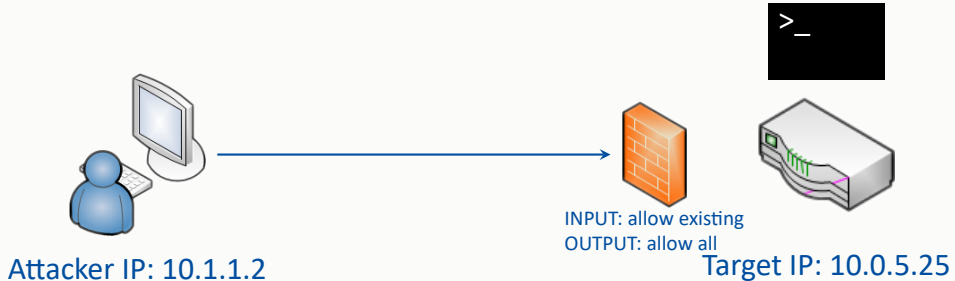 >_
INPUT: allow existing
OUTPUT: allow all
Attacker IP: 10.1.1.2
Target IP: 10.0.5.25